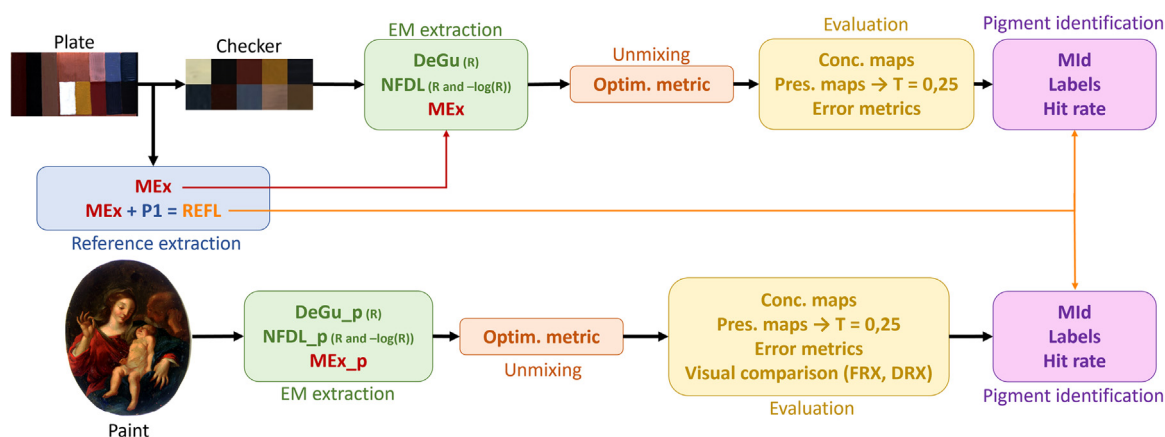 Plate
Checker
EM extraction
DeGu (R)
NFDL (R and –log(R))
MEx
Unmixing
Optim. metric
Evaluation
Conc. maps
Pres. maps → T = 0,25
Error metrics
Pigment identification
MId
Labels
Hit rate
MEx
MEx + P1 = REFL
Reference extraction
Paint
DeGu_p (R)
NFDL_p (R and –log(R))
MEx_p
EM extraction
Optim. metric
Unmixing
Conc. maps
Pres. maps → T = 0,25
Error metrics
Visual comparison (FRX, DRX)
Evaluation
MId
Labels
Hit rate
Pigment identification